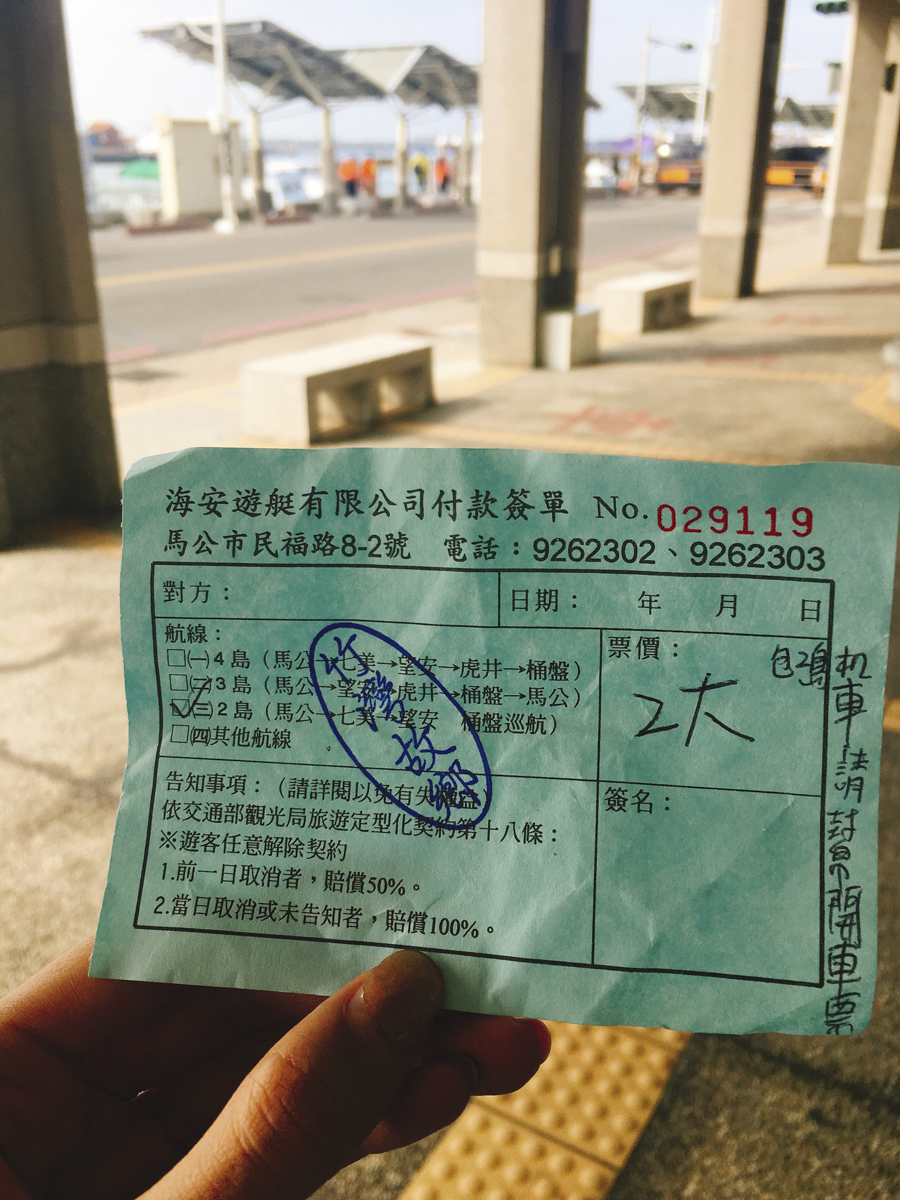 海安遊艇有限公司付款簽單 No. 029119
馬公市民福路8-2號 電話：9262302、9262303
對方：
日期： 年 月 日
航線：
□㈠4島（馬公→七美→望安→虎井→桶盤）
□㈡3島（馬公→望安→虎井→桶盤→馬公）
☑㈢2島（馬公→七美→望安 桶盤巡航）
□㈣其他航線
票價：
2大
告知事項：（請詳閱以免有失權益）
依交通部觀光局旅遊定型化契約第十八條：
※遊客任意解除契約
1.前一日取消者，賠償50%。
2.當日取消或未告知者，賠償100%。
簽名：
机車請
開車票